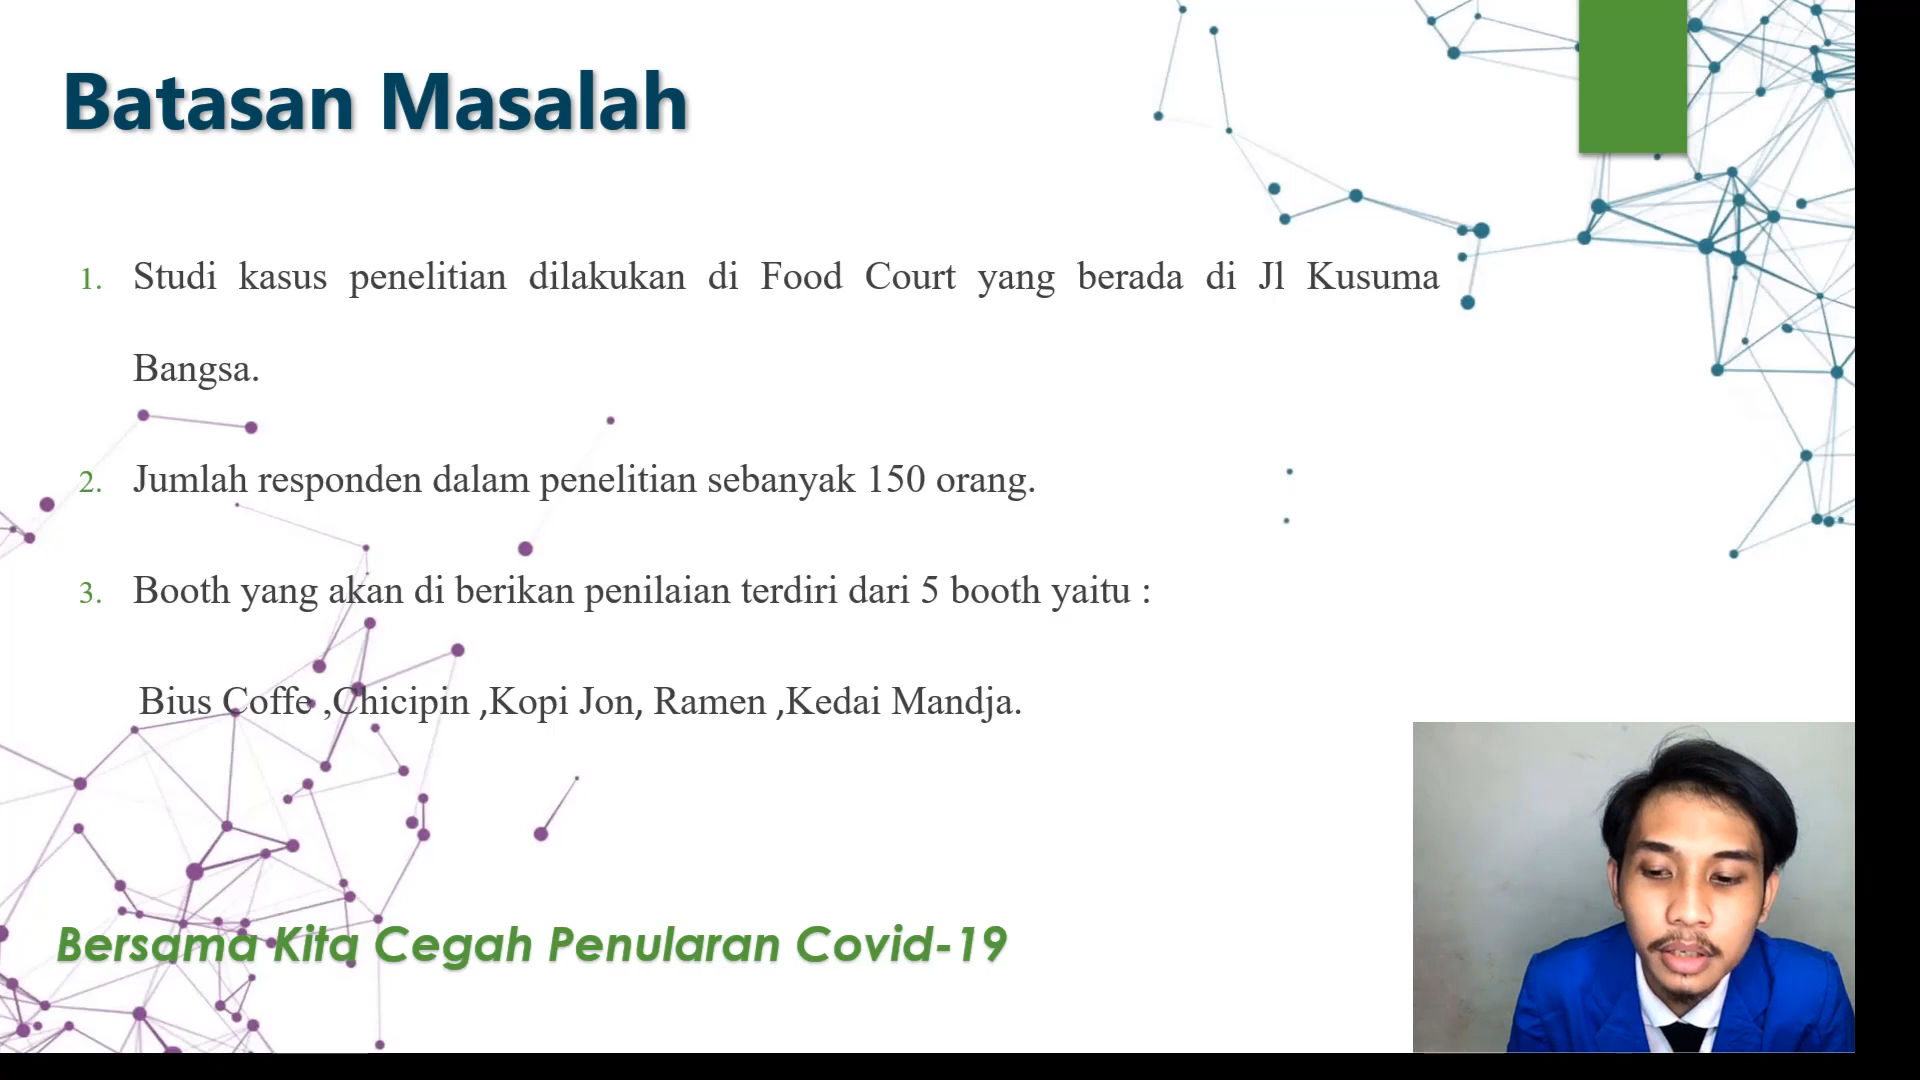 Batasan Masalah
1. Studi kasus penelitian dilakukan di Food Court yang berada di Jl Kusuma
Bangsa.
2. Jumlah responden dalam penelitian sebanyak 150 orang.
3. Booth yang akan di berikan penilaian terdiri dari 5 booth yaitu :
Bius Coffe ,Chicipin ,Kopi Jon, Ramen ,Kedai Mandja.
Bersama Kita Cegah Penularan Covid-19